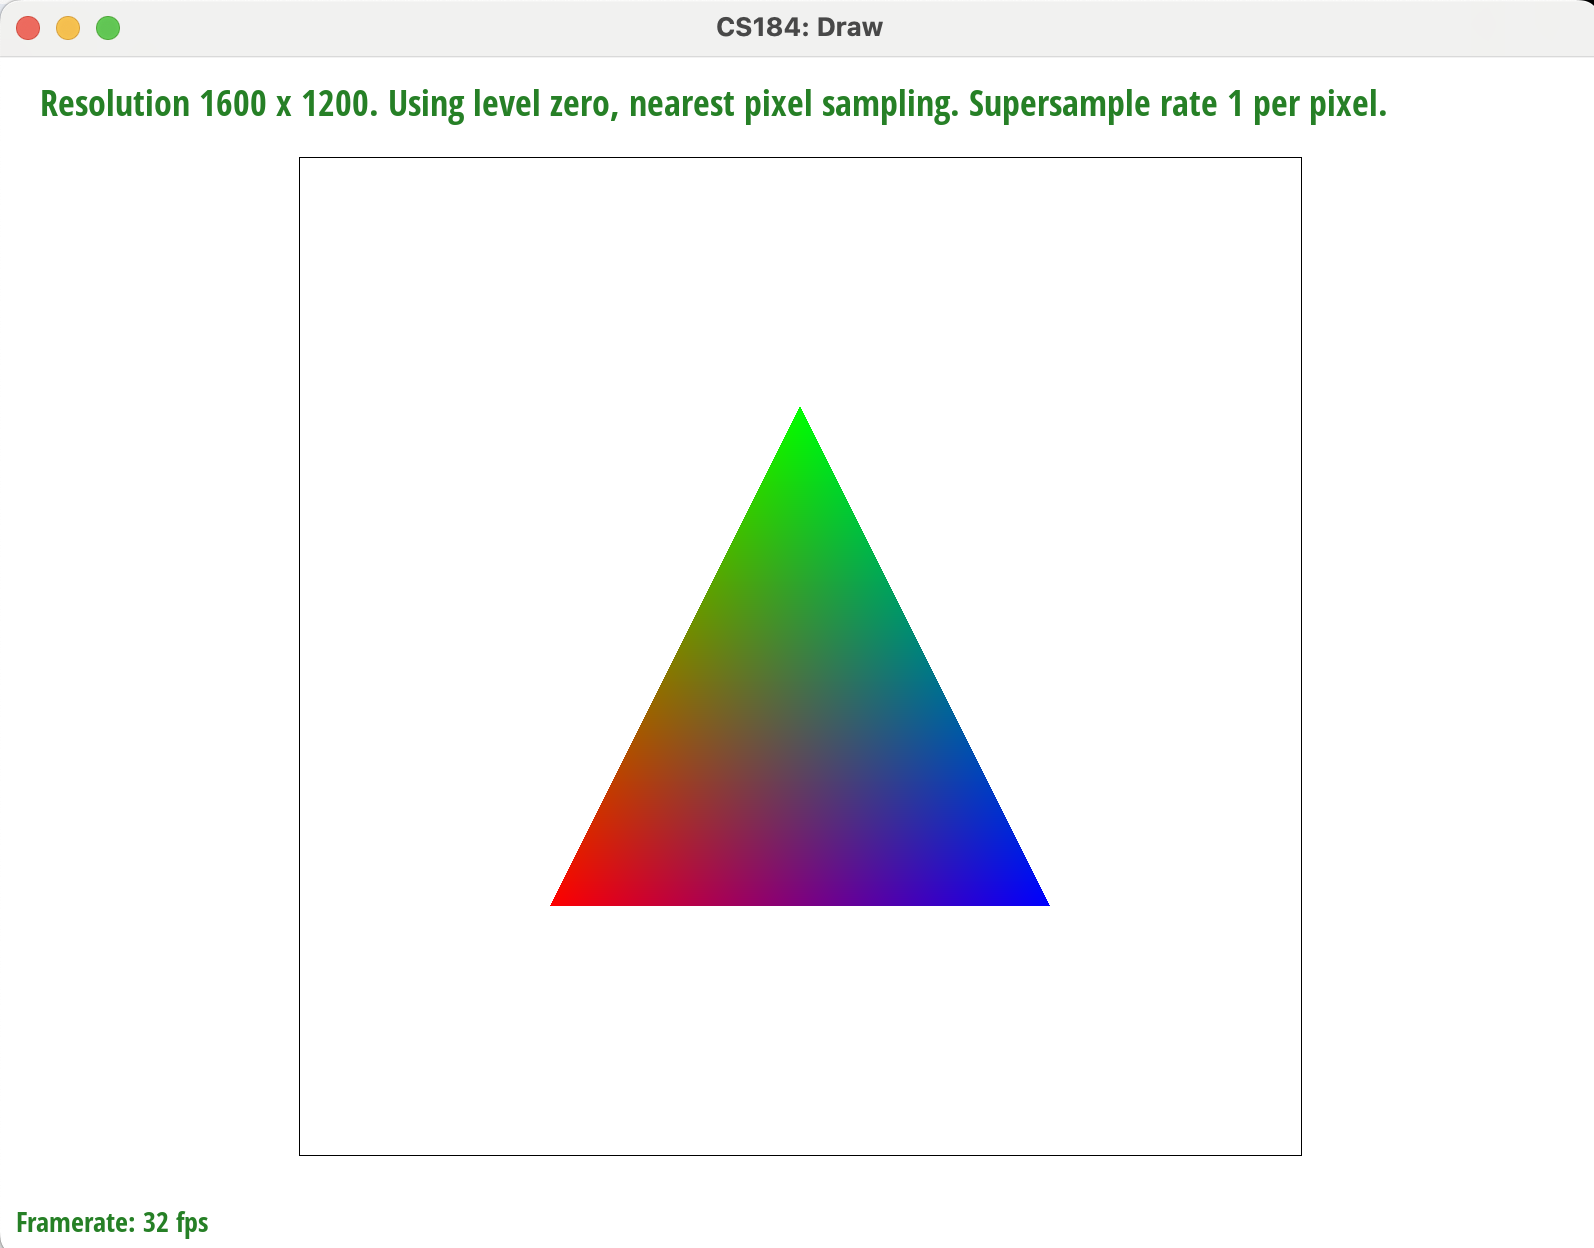 CS184: Draw
Resolution 1600 x 1200. Using level zero, nearest pixel sampling. Supersample rate 1 per pixel.
Framerate: 32 fps